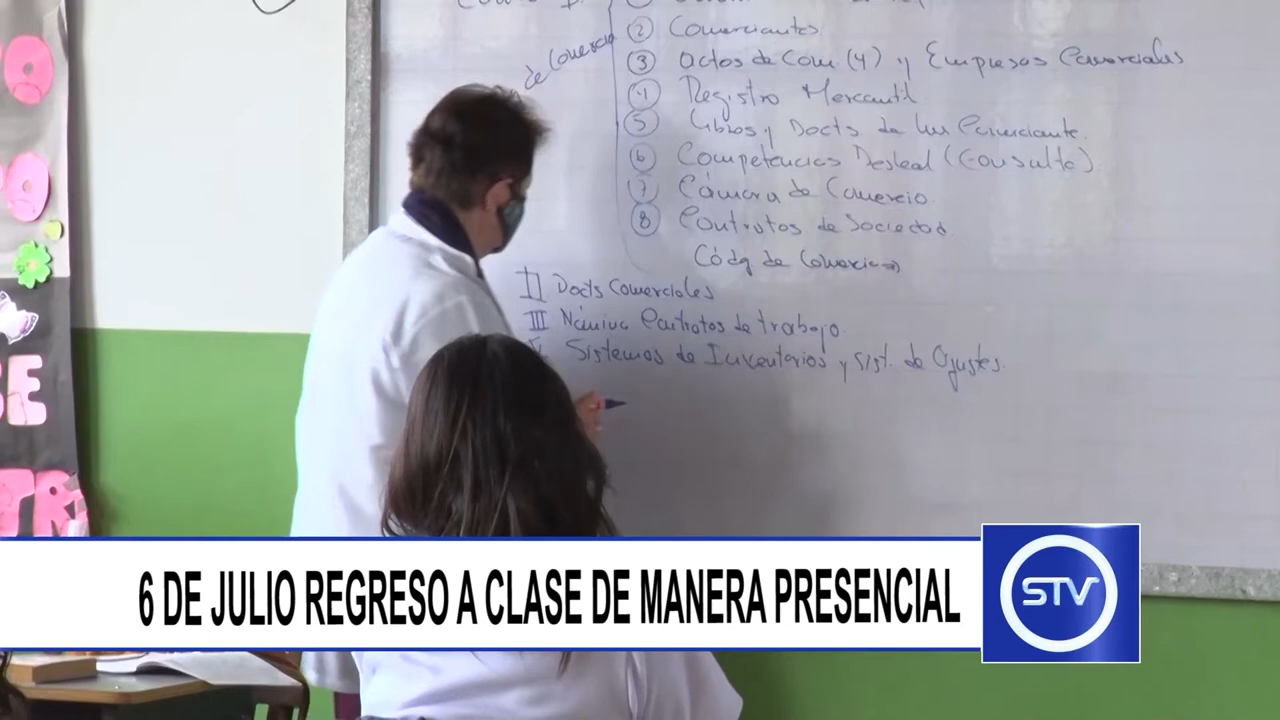 ② Comerciantes
③ Actos de Com. (4) y Empresas Comerciales
4 Registro Mercantil
5 Libros y Docts de un Comerciante.
6 Competencias Desleal (Consulta)
7 Cámara de Comercio.
8 Contratos de Sociedad.
Códg de Comercio
de Comercio
II Docts Comerciales
III Nómina Contratos de trabajo.
Sistemas de Inventarios y sist. de Ajustes.
6 DE JULIO REGRESO A CLASE DE MANERA PRESENCIAL
STV